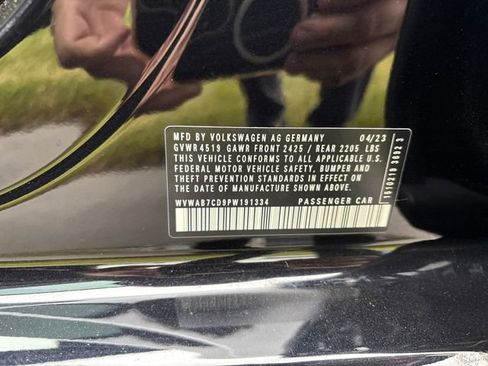 MFD BY VOLKSWAGEN AG GERMANY 04/23
GVWR4519 GAWR FRONT 2425 / REAR 2205 LBS
THIS VEHICLE CONFORMS TO ALL APPLICABLE U.S.
FEDERAL MOTOR VEHICLE SAFETY, BUMPER AND
THEFT PREVENTION STANDARDS IN EFFECT ON
THE DATE OF MANUFACTURE SHOWN ABOVE
WVWAB7CD9PW191334 PASSENGER CAR